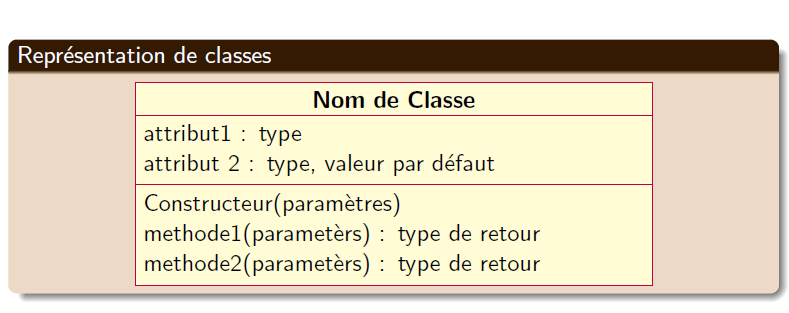 Représentation de classes
Nom de Classe
attribut1 : type
attribut 2 : type, valeur par défaut
Constructeur(paramètres)
methode1(parametèrs) : type de retour
methode2(parametèrs) : type de retour